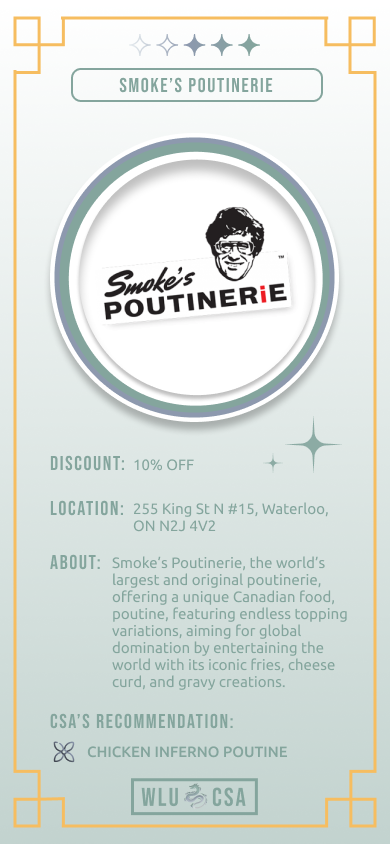 SMOKE'S POUTINERIE
Smoke's
POUTINERiE
™
DISCOUNT: 10% OFF
LOCATION: 255 King St N #15, Waterloo,
ON N2J 4V2
ABOUT: Smoke's Poutinerie, the world's
largest and original poutinerie,
offering a unique Canadian food,
poutine, featuring endless topping
variations, aiming for global
domination by entertaining the
world with its iconic fries, cheese
curd, and gravy creations.
CSA'S RECOMMENDATION:
CHICKEN INFERNO POUTINE
WLU CSA